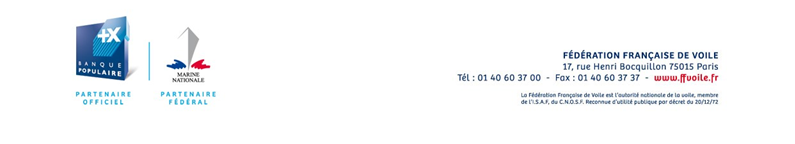 +X
BANQUE
POPULAIRE
PARTENAIRE
OFFICIEL
MARINE
NATIONALE
PARTENAIRE
FÉDÉRAL
FÉDÉRATION FRANÇAISE DE VOILE
17, rue Henri Bocquillon 75015 Paris
Tél : 01 40 60 37 00 - Fax : 01 40 60 37 37 - www.ffvoile.fr
La Fédération Française de Voile est l'autorité nationale de la voile, membre
de l'I.S.A.F, du C.N.O.S.F. Reconnue d'utilité publique par décret du 20/12/72